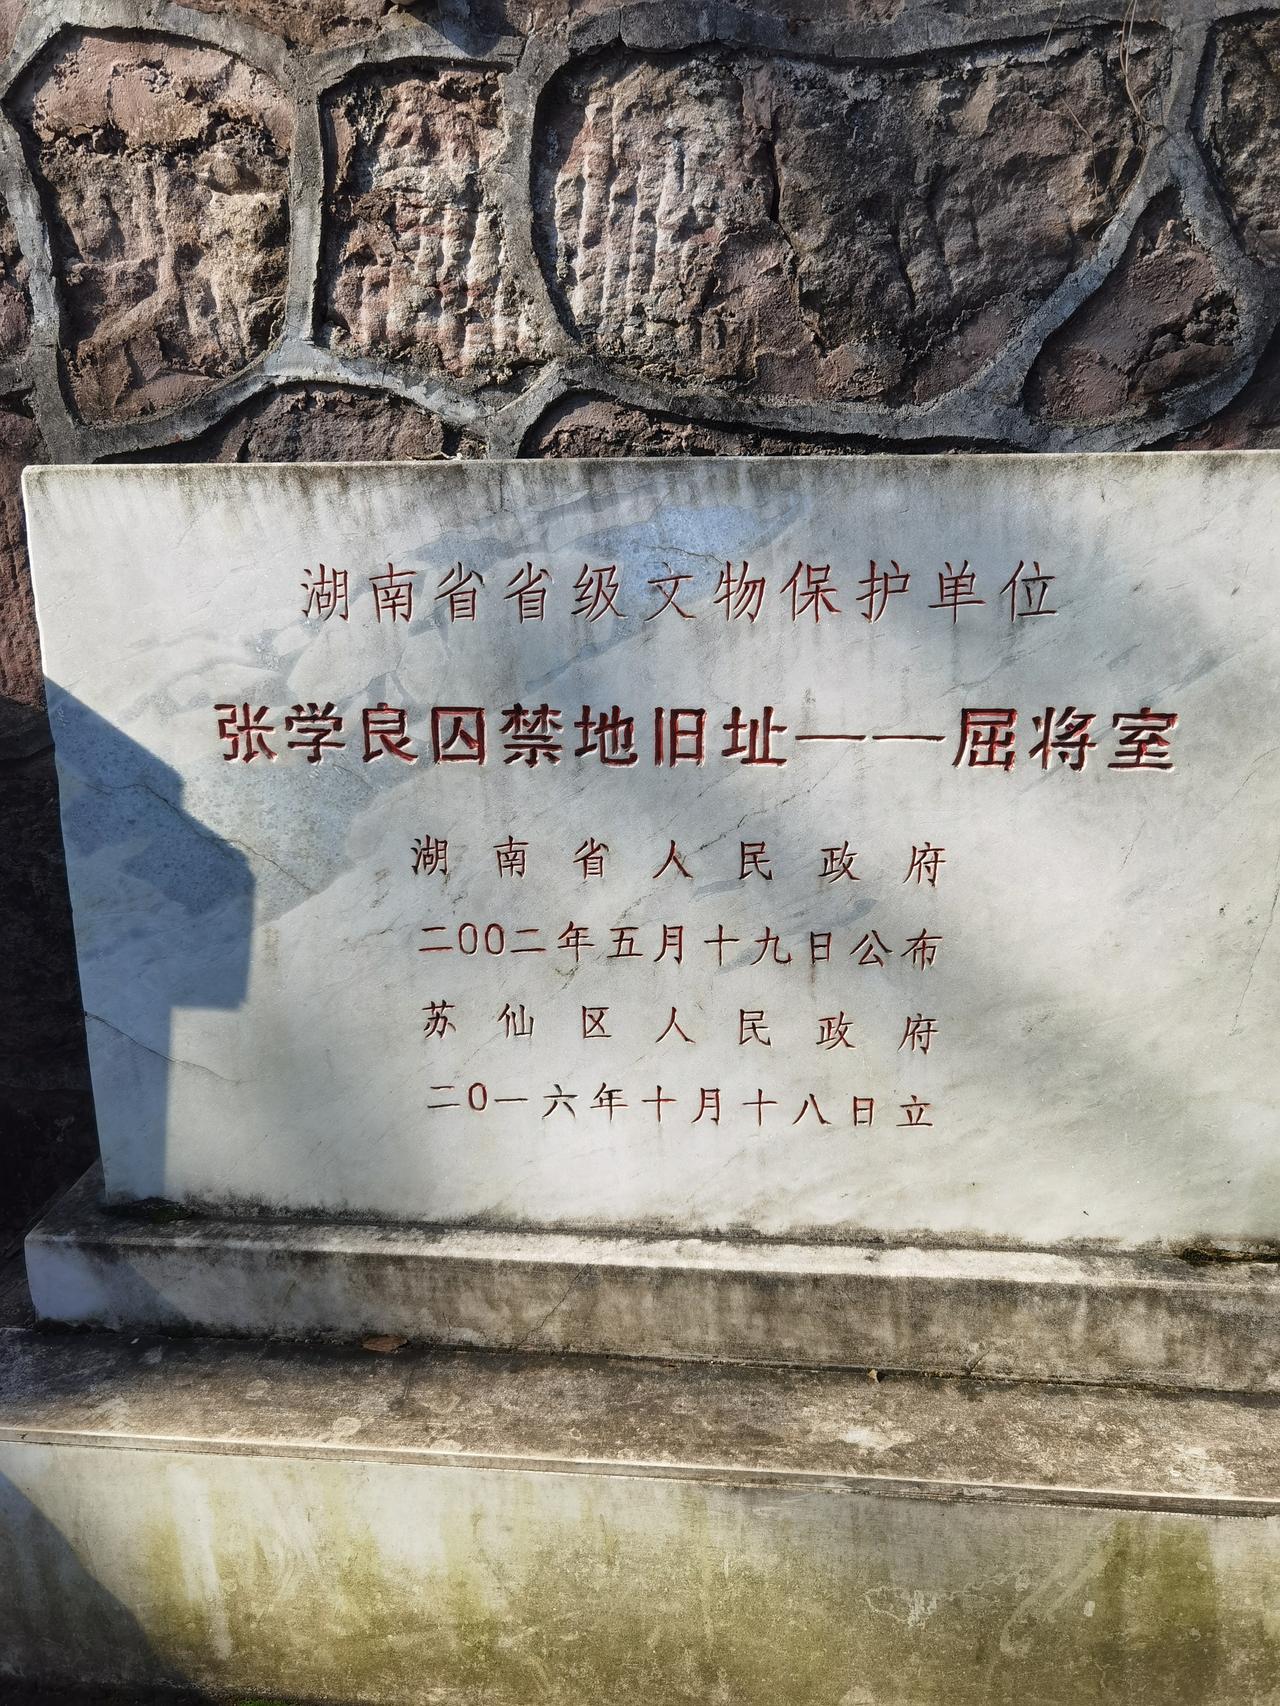 湖南省省级文物保护单位
张学良囚禁地旧址——屈将室
湖南省人民政府
二00二年五月十九日公布
苏仙区人民政府
二0一六年十月十八日立